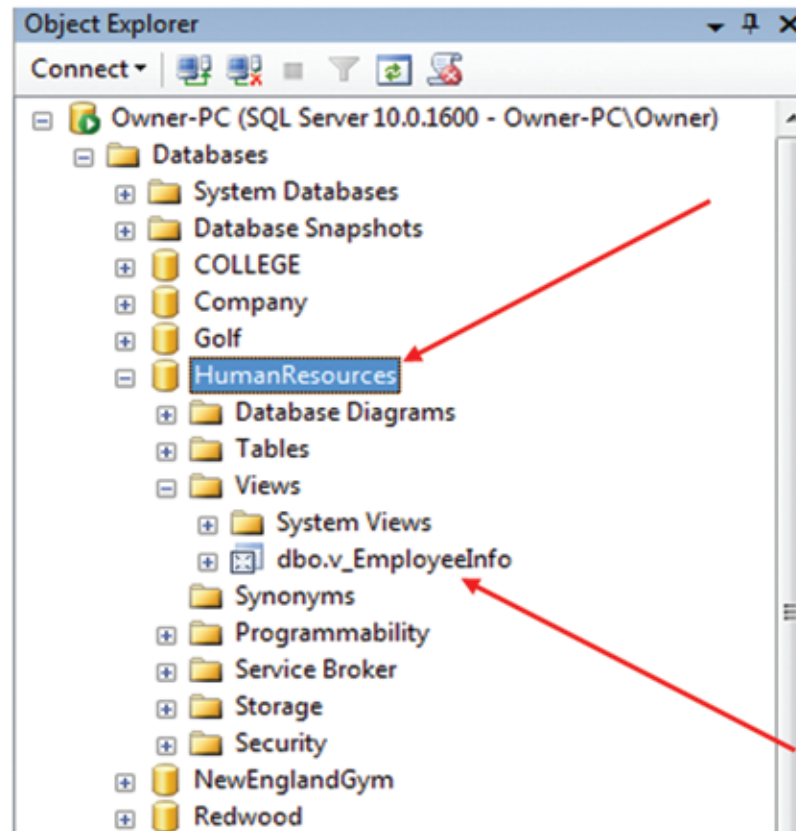 Object Explorer
Connect
Owner-PC (SQL Server 10.0.1600 - Owner-PC\Owner)
Databases
System Databases
Database Snapshots
COLLEGE
Company
Golf
HumanResources
Database Diagrams
Tables
Views
System Views
dbo.v_EmployeeInfo
Synonyms
Programmability
Service Broker
Storage
Security
NewEnglandGym
Redwood